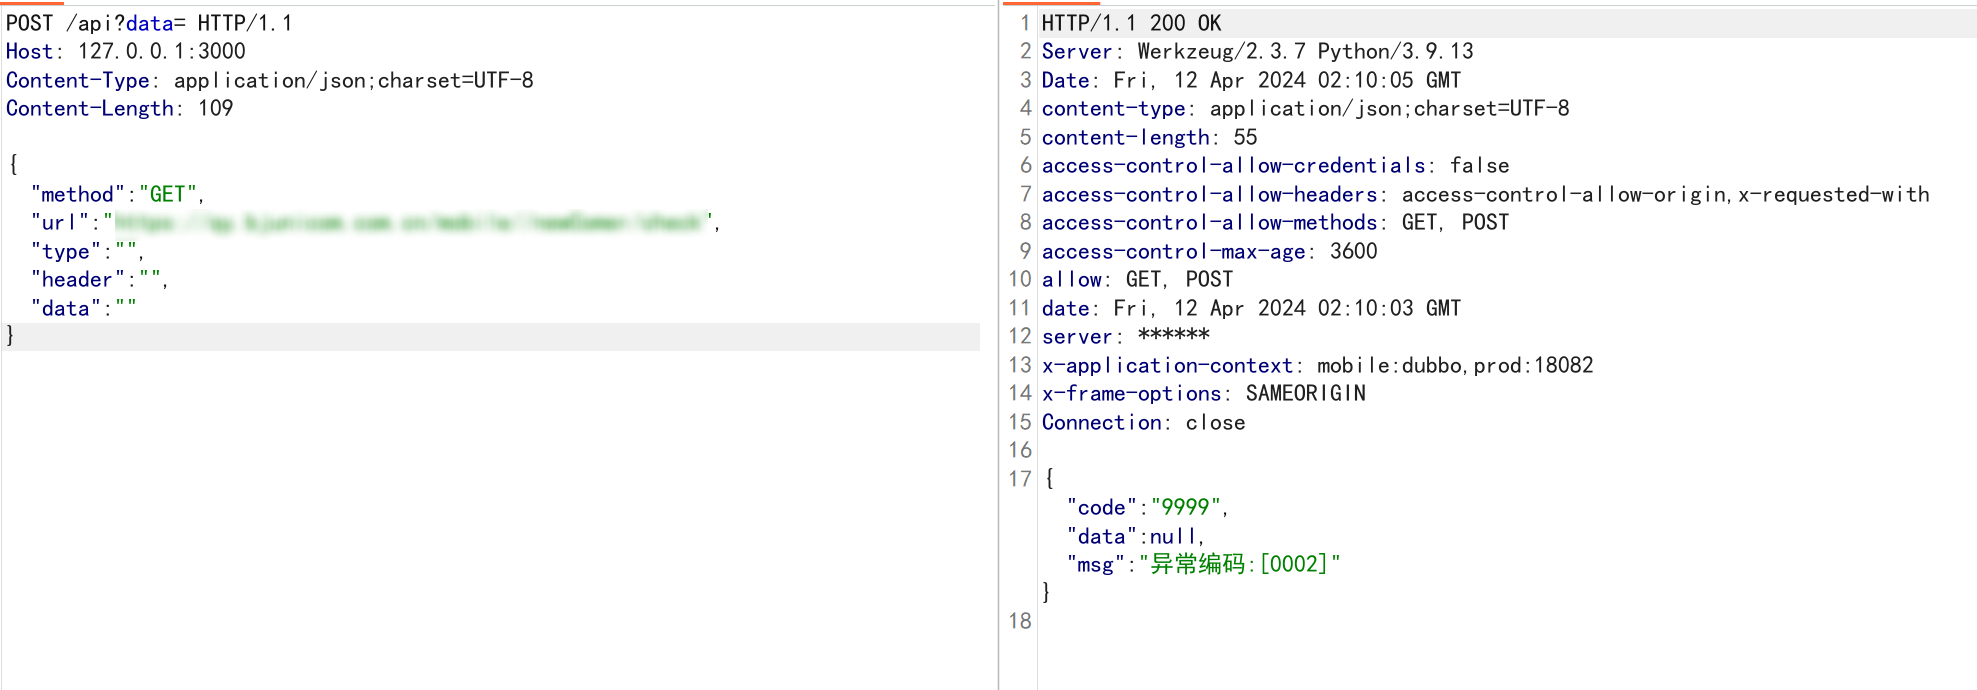 POST /api?data= HTTP/1.1
Host: 127.0.0.1:3000
Content-Type: application/json;charset=UTF-8
Content-Length: 109

{
  "method":"GET",
  "url":"",
  "type":"",
  "header":"",
  "data":""
}
1 HTTP/1.1 200 OK
2 Server: Werkzeug/2.3.7 Python/3.9.13
3 Date: Fri, 12 Apr 2024 02:10:05 GMT
4 content-type: application/json;charset=UTF-8
5 content-length: 55
6 access-control-allow-credentials: false
7 access-control-allow-headers: access-control-allow-origin,x-requested-with
8 access-control-allow-methods: GET, POST
9 access-control-max-age: 3600
10 allow: GET, POST
11 date: Fri, 12 Apr 2024 02:10:03 GMT
12 server: ******
13 x-application-context: mobile:dubbo,prod:18082
14 x-frame-options: SAMEORIGIN
15 Connection: close
16
17 {
  "code":"9999",
  "data":null,
  "msg":"异常编码:[0002]"
}
18